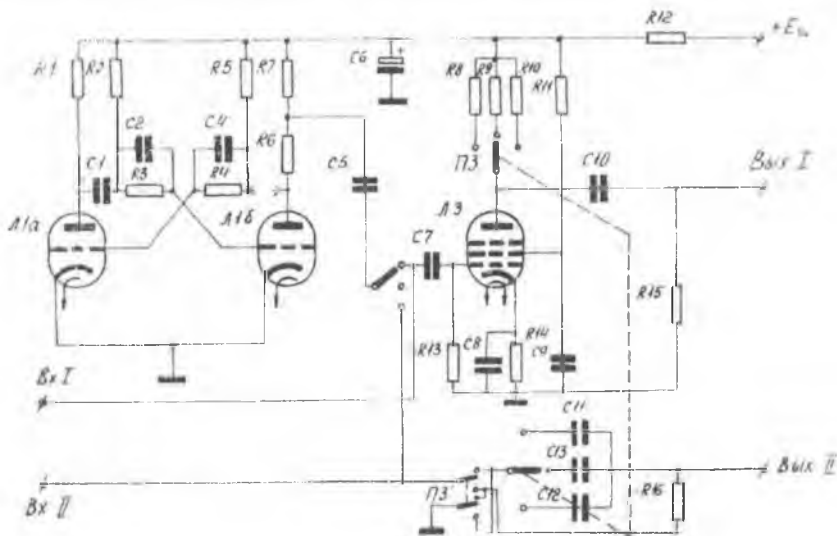 R12
+Eа
R1 R2 R5 R7 C6 R8 R9 R10 R11
C2 C4
C1 R3 R4 R6 C5 П3 C10 Вых I
Л1а Л1б Л3
C7
R13 C8 R14 C9 R15
Вх I
C11
C13
Вых II
П3 C12 R16
Вх II